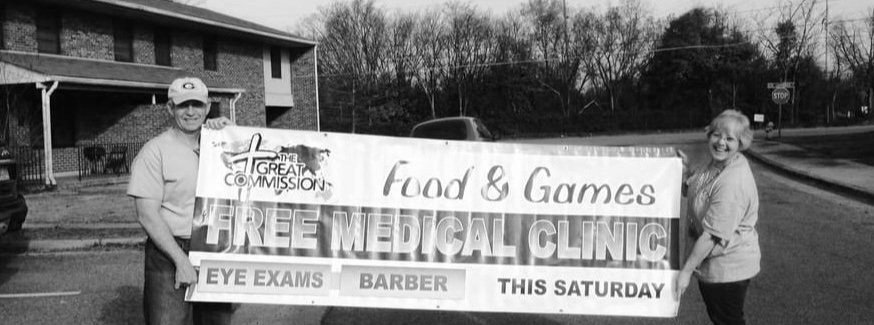 THE
GREAT
COMMISSION
Food & Games
FREE MEDICAL CLINIC
EYE EXAMS BARBER THIS SATURDAY
STOP
G